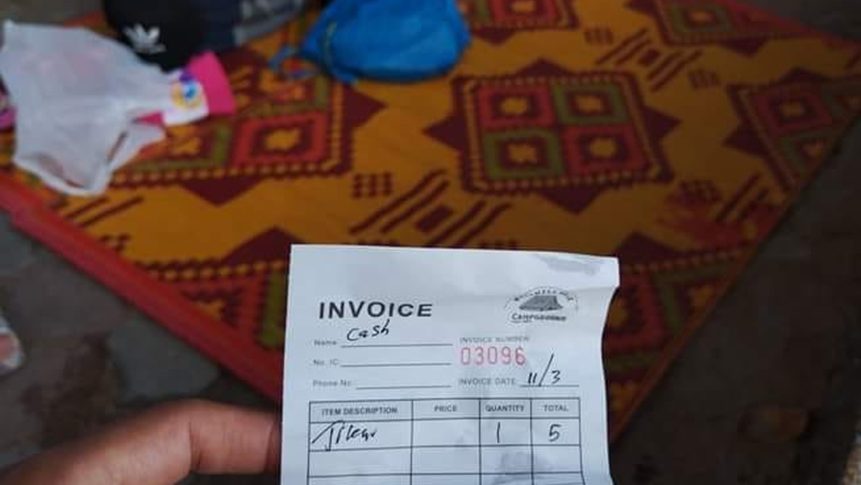 INVOICE
CAMPGROUND
Name: Cash
INVOICE NUMBER
No. IC:
03096
Phone No:
INVOICE DATE 11/3
ITEM DESCRIPTION PRICE QUANTITY TOTAL
Tikar 1 5